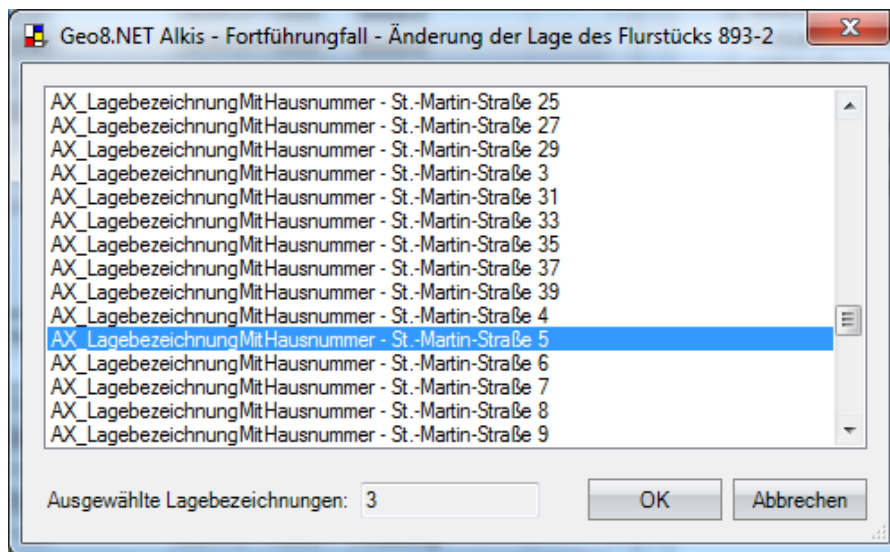 Geo8.NET Alkis - Fortführungfall - Änderung der Lage des Flurstücks 893-2
AX_LagebezeichnungMitHausnummer - St.-Martin-Straße 25
AX_LagebezeichnungMitHausnummer - St.-Martin-Straße 27
AX_LagebezeichnungMitHausnummer - St.-Martin-Straße 29
AX_LagebezeichnungMitHausnummer - St.-Martin-Straße 3
AX_LagebezeichnungMitHausnummer - St.-Martin-Straße 31
AX_LagebezeichnungMitHausnummer - St.-Martin-Straße 33
AX_LagebezeichnungMitHausnummer - St.-Martin-Straße 35
AX_LagebezeichnungMitHausnummer - St.-Martin-Straße 37
AX_LagebezeichnungMitHausnummer - St.-Martin-Straße 39
AX_LagebezeichnungMitHausnummer - St.-Martin-Straße 4
AX_LagebezeichnungMitHausnummer - St.-Martin-Straße 5
AX_LagebezeichnungMitHausnummer - St.-Martin-Straße 6
AX_LagebezeichnungMitHausnummer - St.-Martin-Straße 7
AX_LagebezeichnungMitHausnummer - St.-Martin-Straße 8
AX_LagebezeichnungMitHausnummer - St.-Martin-Straße 9
Ausgewählte Lagebezeichnungen: 3 OK Abbrechen